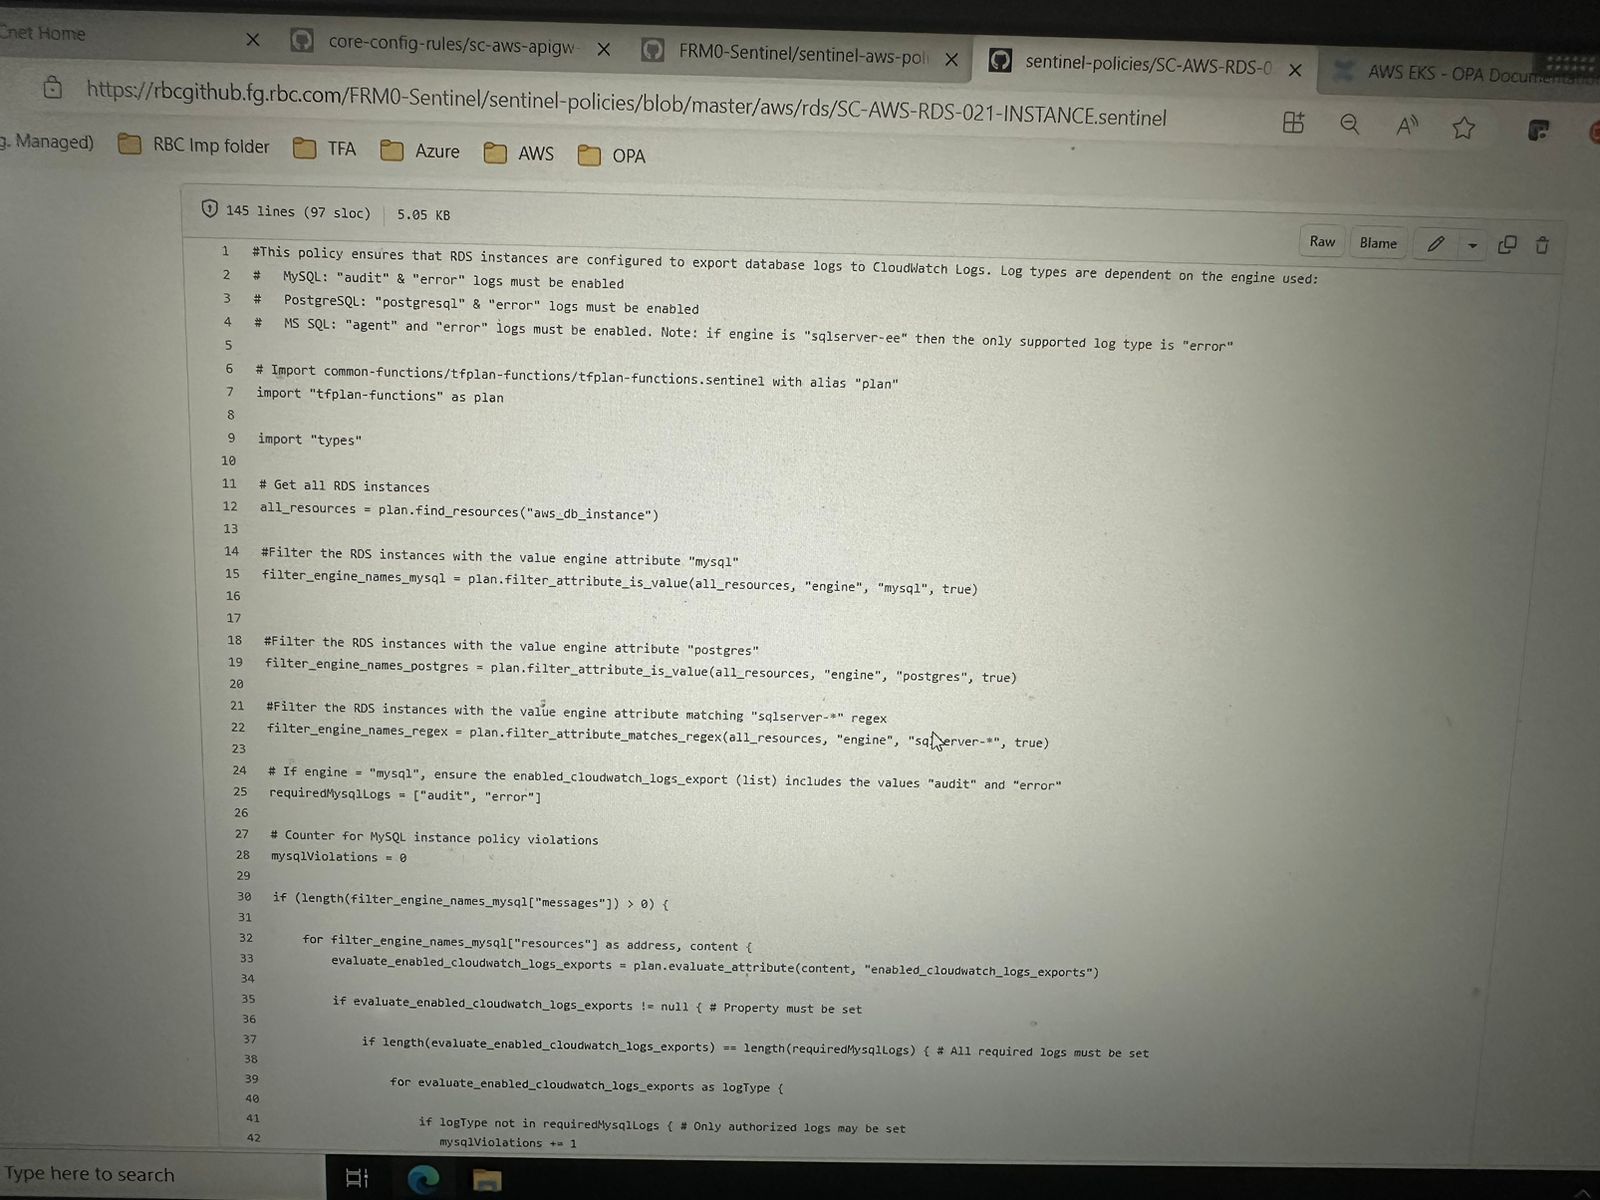 Cnet Home
core-config-rules/sc-aws-apigw-
FRM0-Sentinel/sentinel-aws-poli
sentinel-policies/SC-AWS-RDS-0
AWS EKS - OPA Documentation
https://rbcgithub.fg.rbc.com/FRM0-Sentinel/sentinel-policies/blob/master/aws/rds/SC-AWS-RDS-021-INSTANCE.sentinel
g. Managed)
RBC Imp folder
TFA
Azure
AWS
OPA
145 lines (97 sloc)
5.05 KB
Raw
Blame
1 #This policy ensures that RDS instances are configured to export database logs to CloudWatch Logs. Log types are dependent on the engine used:
2 #   MySQL: "audit" & "error" logs must be enabled
3 #   PostgreSQL: "postgresql" & "error" logs must be enabled
4 #   MS SQL: "agent" and "error" logs must be enabled. Note: if engine is "sqlserver-ee" then the only supported log type is "error"
5
6 # Import common-functions/tfplan-functions/tfplan-functions.sentinel with alias "plan"
7 import "tfplan-functions" as plan
8
9 import "types"
10
11 # Get all RDS instances
12 all_resources = plan.find_resources("aws_db_instance")
13
14 #Filter the RDS instances with the value engine attribute "mysql"
15 filter_engine_names_mysql = plan.filter_attribute_is_value(all_resources, "engine", "mysql", true)
16
17
18 #Filter the RDS instances with the value engine attribute "postgres"
19 filter_engine_names_postgres = plan.filter_attribute_is_value(all_resources, "engine", "postgres", true)
20
21 #Filter the RDS instances with the value engine attribute matching "sqlserver-*" regex
22 filter_engine_names_regex = plan.filter_attribute_matches_regex(all_resources, "engine", "sqlserver-*", true)
23
24 # If engine = "mysql", ensure the enabled_cloudwatch_logs_export (list) includes the values "audit" and "error"
25 requiredMysqlLogs = ["audit", "error"]
26
27 # Counter for MySQL instance policy violations
28 mysqlViolations = 0
29
30 if (length(filter_engine_names_mysql["messages"]) > 0) {
31
32     for filter_engine_names_mysql["resources"] as address, content {
33         evaluate_enabled_cloudwatch_logs_exports = plan.evaluate_attribute(content, "enabled_cloudwatch_logs_exports")
34
35         if evaluate_enabled_cloudwatch_logs_exports != null { # Property must be set
36
37             if length(evaluate_enabled_cloudwatch_logs_exports) == length(requiredMysqlLogs) { # All required logs must be set
38
39                 for evaluate_enabled_cloudwatch_logs_exports as logType {
40
41                     if logType not in requiredMysqlLogs { # Only authorized logs may be set
42                        mysqlViolations += 1
Type here to search